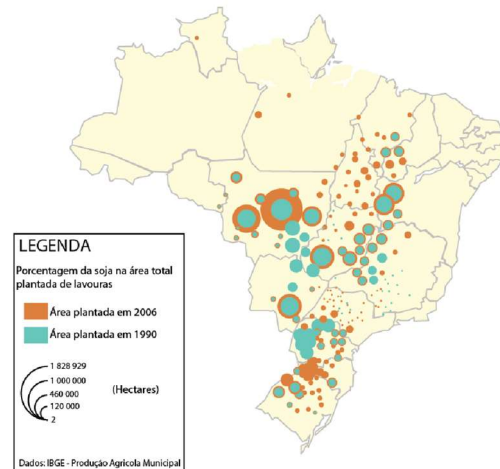 LEGENDA
Porcentagem da soja na área total
plantada de lavouras
Área plantada em 2006
Área plantada em 1990
1 828 929
1 000 000
460 000
120 000
2
(Hectares)
Dados: IBGE - Produção Agricola Municipal